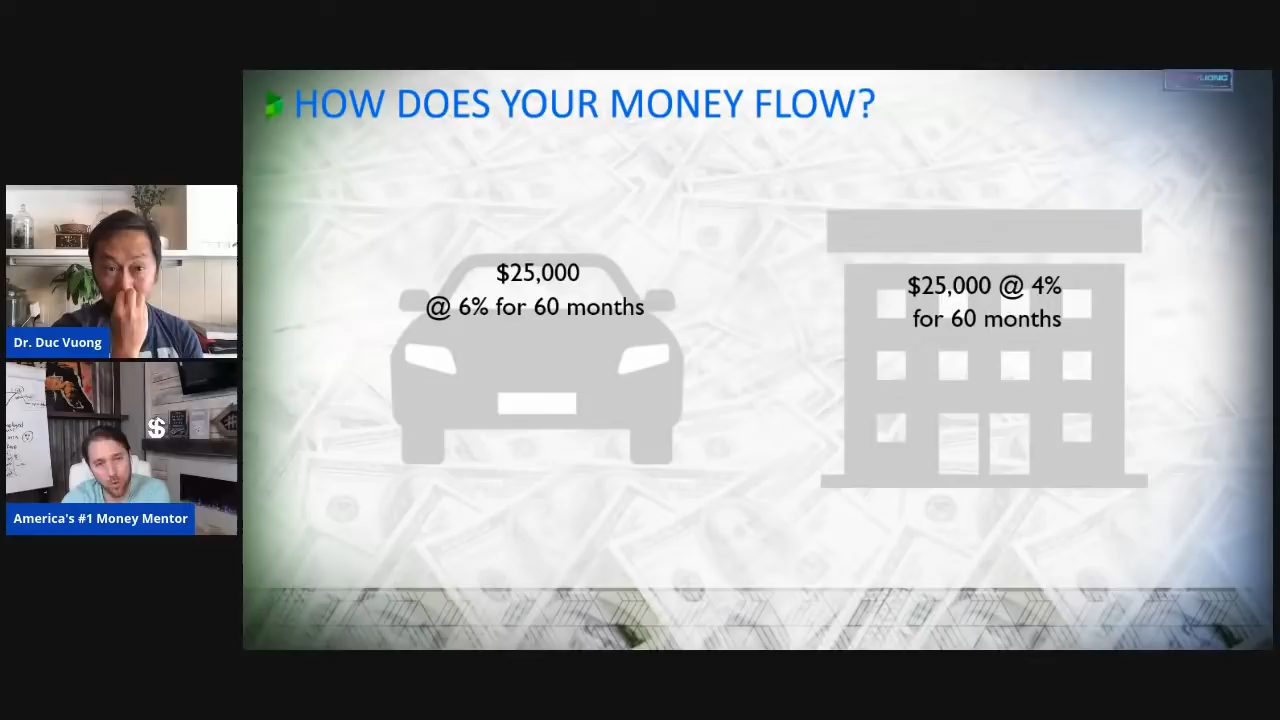 HOW DOES YOUR MONEY FLOW?
$25,000
@ 6% for 60 months
$25,000 @ 4%
for 60 months
Dr. Duc Vuong
$
America's #1 Money Mentor